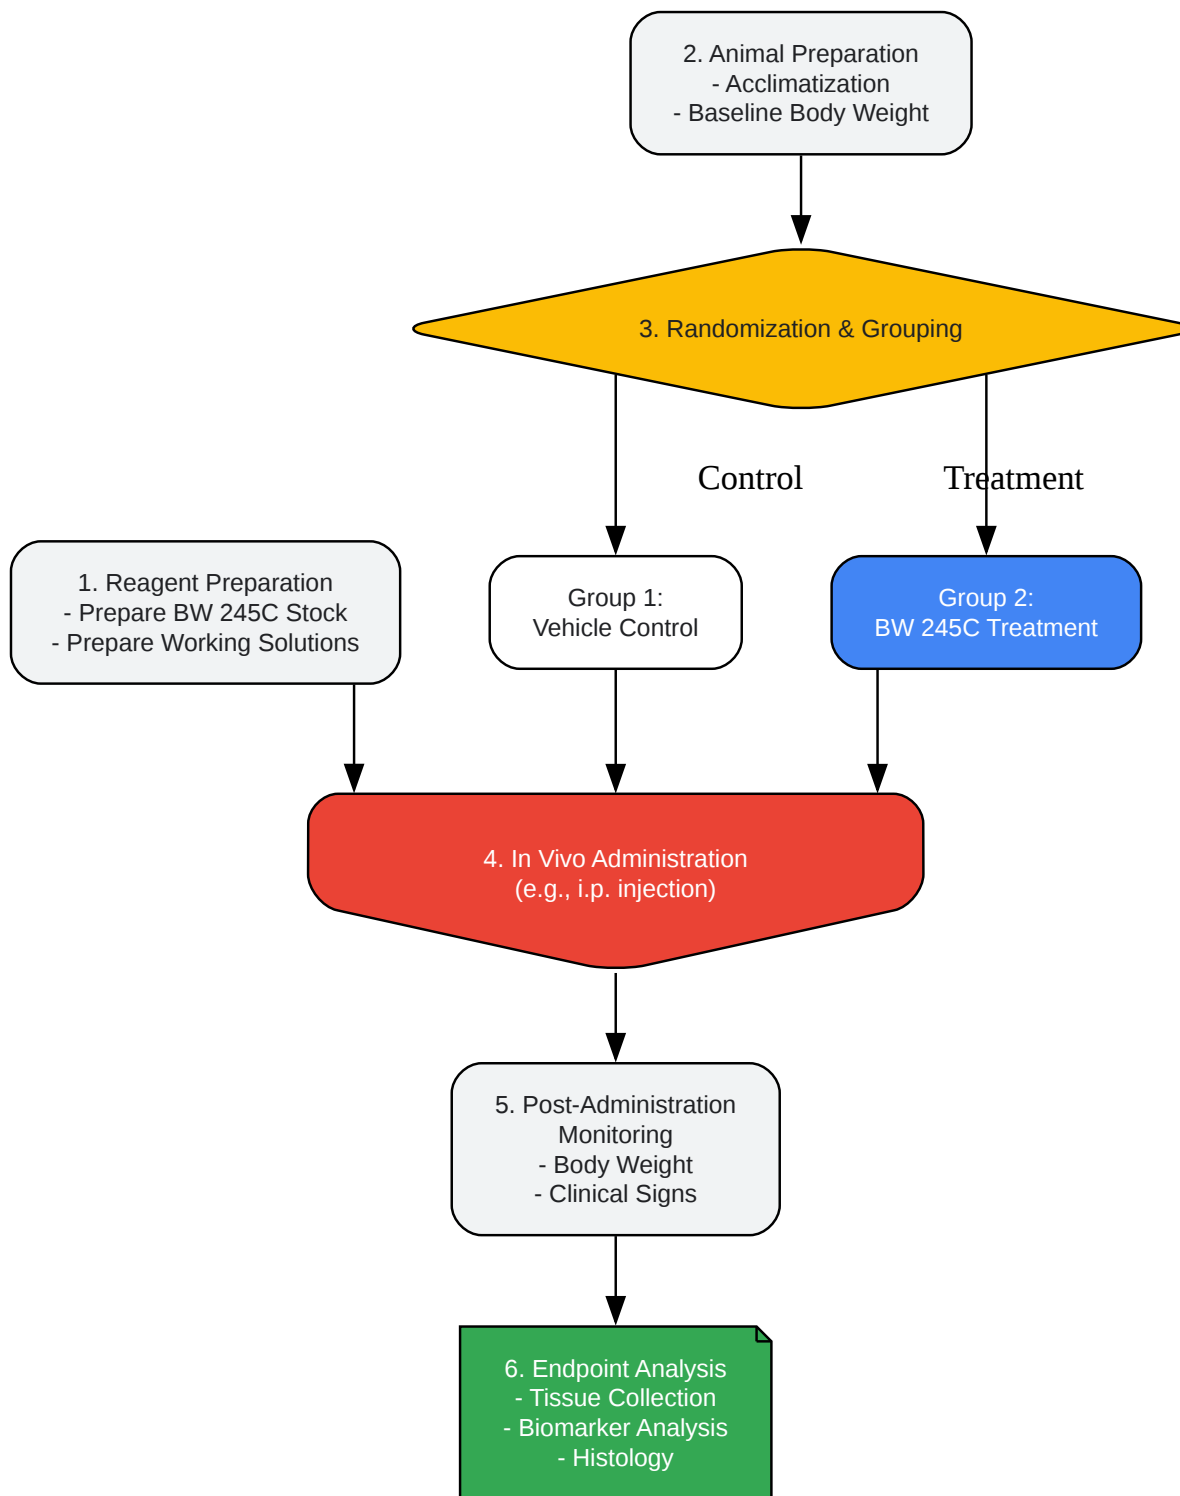 2. Animal Preparation
- Acclimatization
- Baseline Body Weight
3. Randomization & Grouping
Control
Treatment
1. Reagent Preparation
- Prepare BW 245C Stock
- Prepare Working Solutions
Group 1:
Vehicle Control
Group 2:
BW 245C Treatment
4. In Vivo Administration
(e.g., i.p. injection)
5. Post-Administration
Monitoring
- Body Weight
- Clinical Signs
6. Endpoint Analysis
- Tissue Collection
- Biomarker Analysis
- Histology